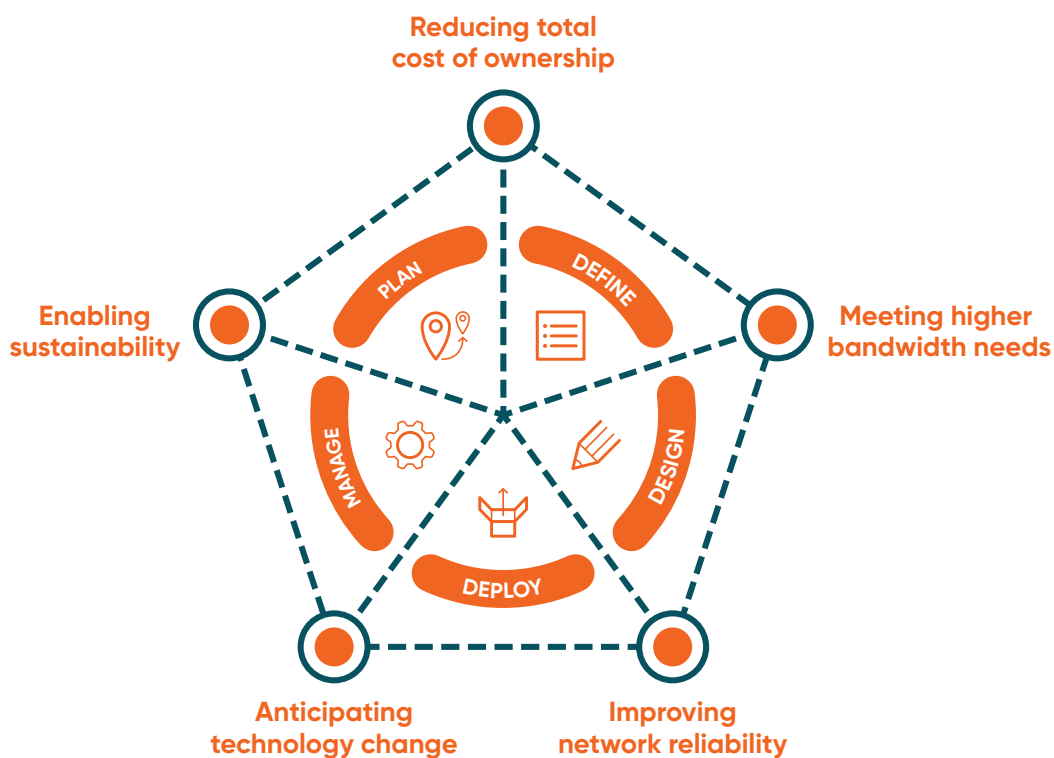 Reducing total
cost of ownership
PLAN
DEFINE
Enabling
sustainability
Meeting higher
bandwidth needs
MANAGE
DESIGN
DEPLOY
Anticipating
technology change
Improving
network reliability